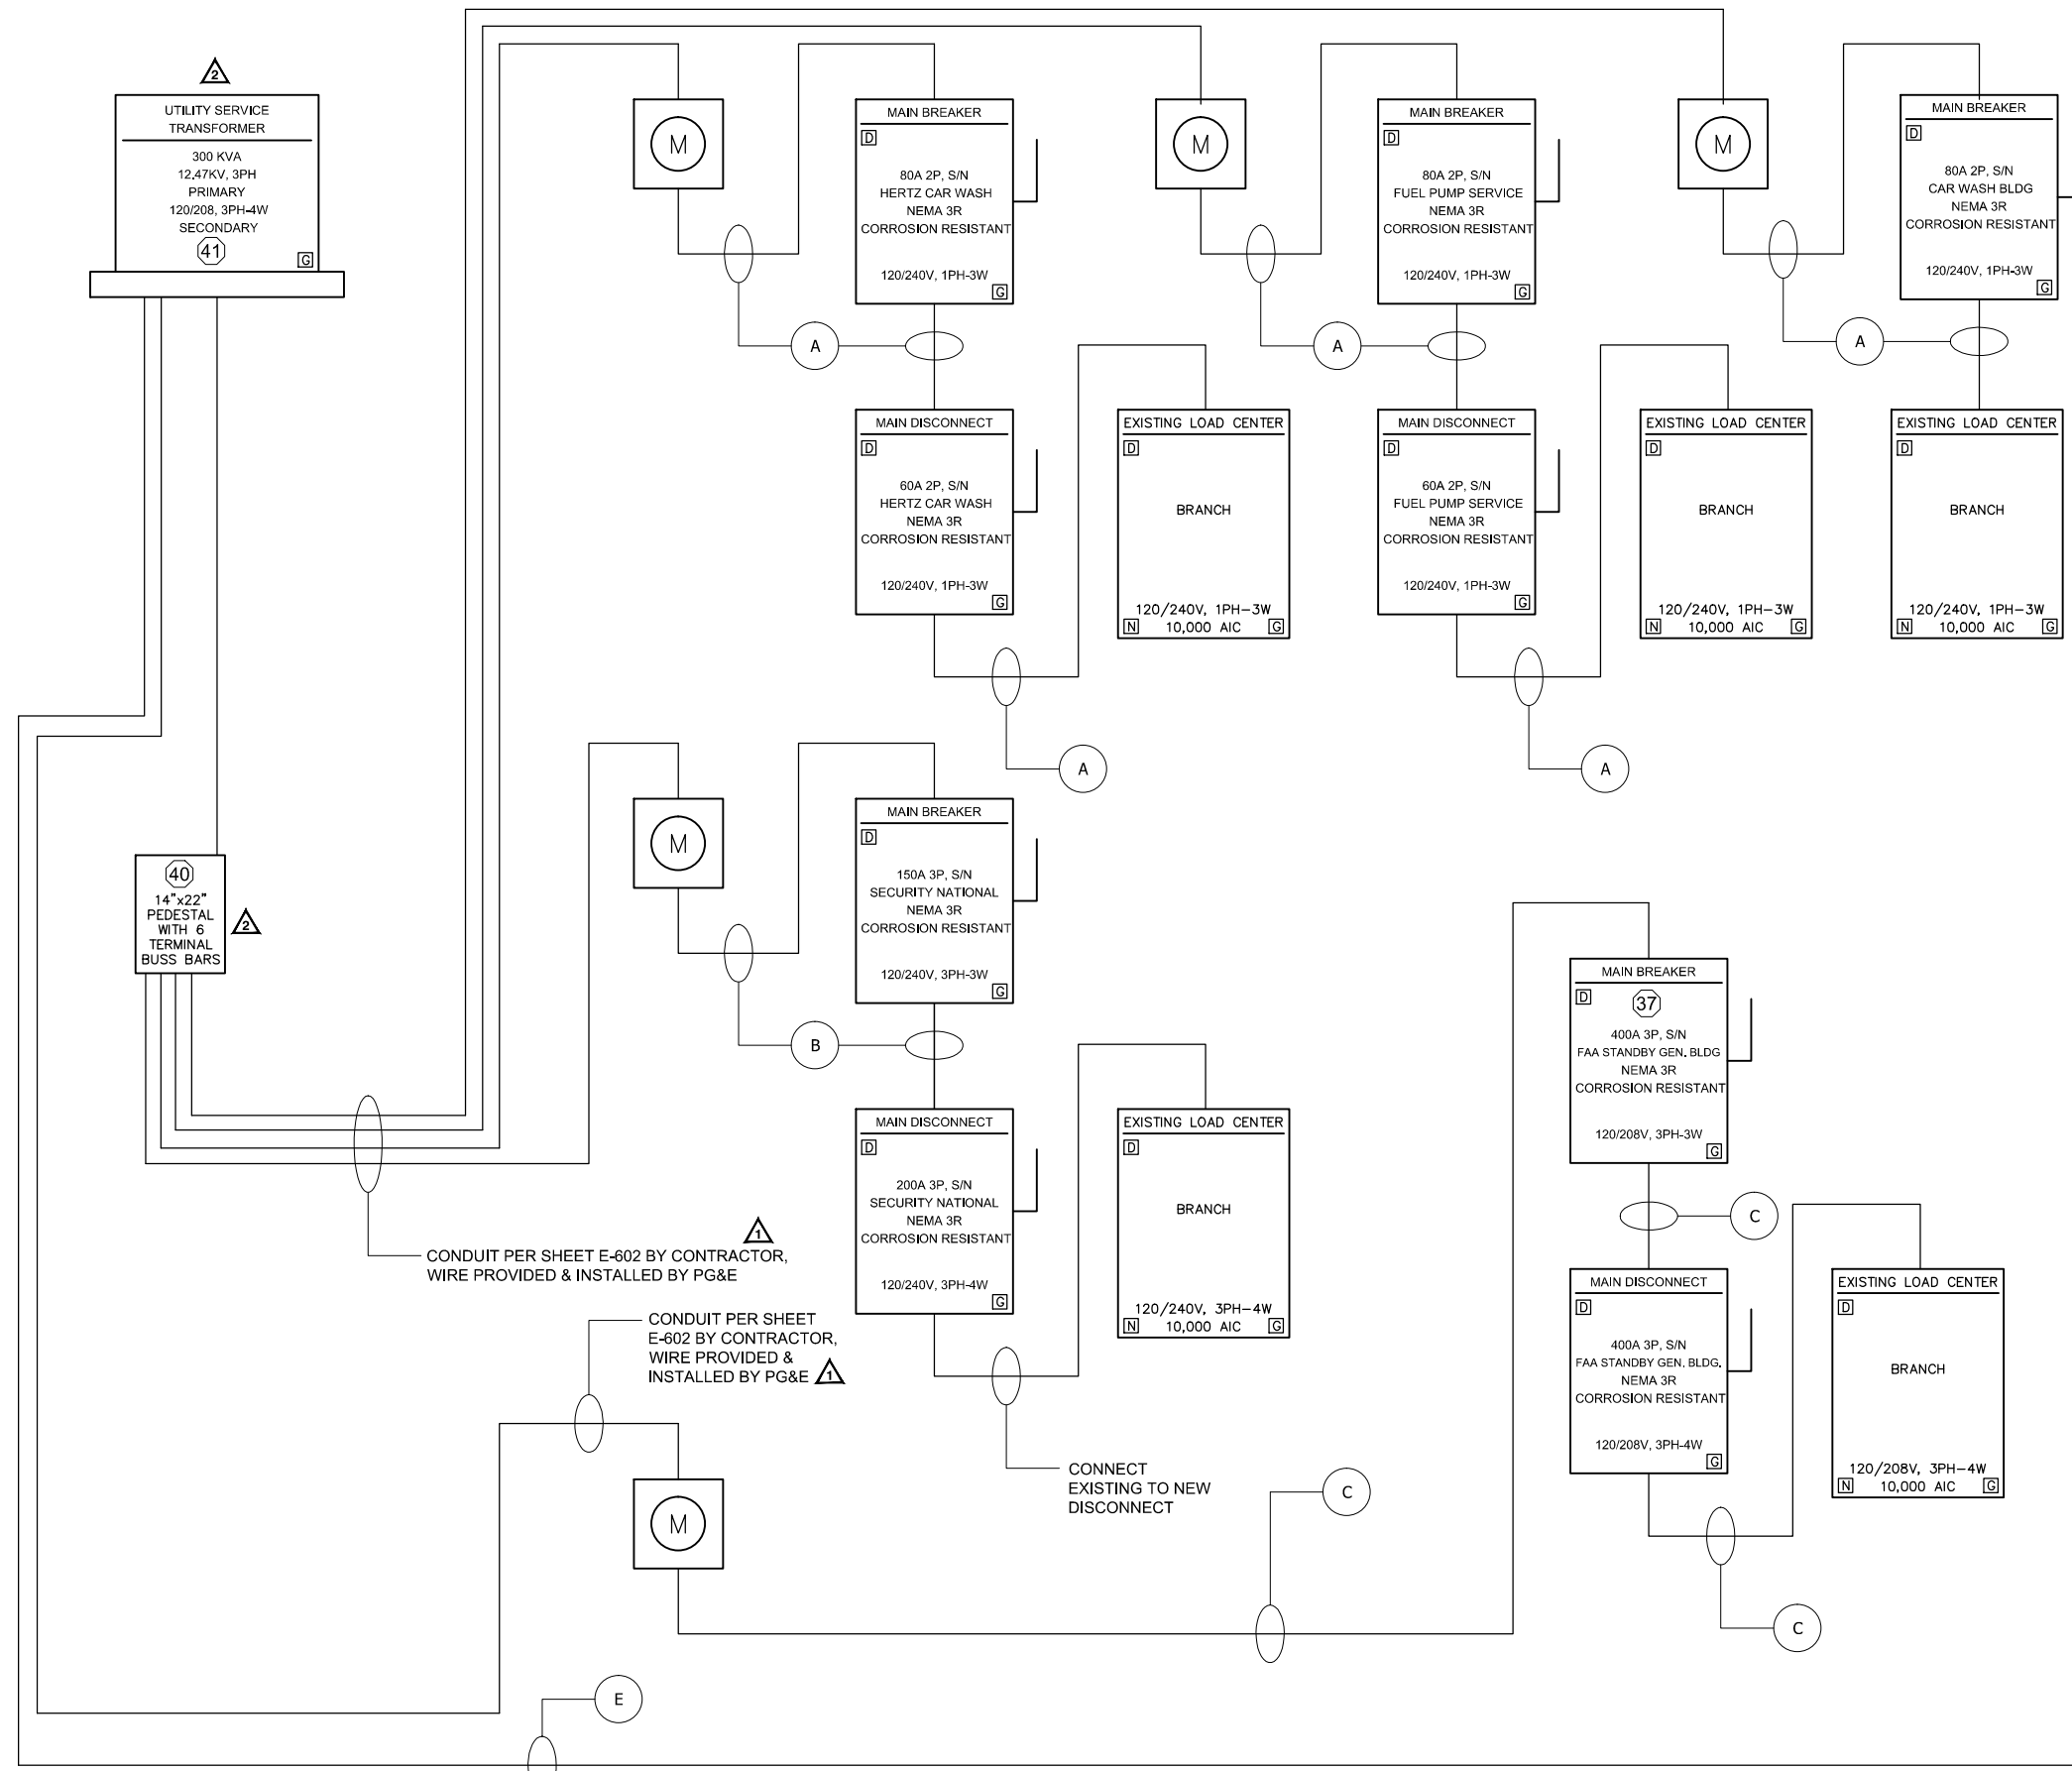 2
UTILITY SERVICE
TRANSFORMER
300 KVA
12.47KV, 3PH
PRIMARY
120/208, 3PH-4W
SECONDARY
41
G
M
MAIN BREAKER
D
80A 2P, S/N
HERTZ CAR WASH
NEMA 3R
CORROSION RESISTANT
120/240V, 1PH-3W
G
A
M
MAIN BREAKER
D
80A 2P, S/N
FUEL PUMP SERVICE
NEMA 3R
CORROSION RESISTANT
120/240V, 1PH-3W
G
A
M
MAIN BREAKER
D
80A 2P, S/N
CAR WASH BLDG
NEMA 3R
CORROSION RESISTANT
120/240V, 1PH-3W
G
A
MAIN DISCONNECT
D
60A 2P, S/N
HERTZ CAR WASH
NEMA 3R
CORROSION RESISTANT
120/240V, 1PH-3W
G
EXISTING LOAD CENTER
D
BRANCH
120/240V, 1PH-3W
N 10,000 AIC G
A
MAIN DISCONNECT
D
60A 2P, S/N
FUEL PUMP SERVICE
NEMA 3R
CORROSION RESISTANT
120/240V, 1PH-3W
G
EXISTING LOAD CENTER
D
BRANCH
120/240V, 1PH-3W
N 10,000 AIC G
A
EXISTING LOAD CENTER
D
BRANCH
120/240V, 1PH-3W
N 10,000 AIC G
40
14"x22"
PEDESTAL
WITH 6
TERMINAL
BUSS BARS
2
M
MAIN BREAKER
D
150A 3P, S/N
SECURITY NATIONAL
NEMA 3R
CORROSION RESISTANT
120/240V, 3PH-3W
G
B
MAIN DISCONNECT
D
200A 3P, S/N
SECURITY NATIONAL
NEMA 3R
CORROSION RESISTANT
120/240V, 3PH-4W
G
EXISTING LOAD CENTER
D
BRANCH
120/240V, 3PH-4W
N 10,000 AIC G
MAIN BREAKER
D
37
400A 3P, S/N
FAA STANDBY GEN. BLDG
NEMA 3R
CORROSION RESISTANT
120/208V, 3PH-3W
G
C
MAIN DISCONNECT
D
400A 3P, S/N
FAA STANDBY GEN. BLDG.
NEMA 3R
CORROSION RESISTANT
120/208V, 3PH-4W
G
EXISTING LOAD CENTER
D
BRANCH
120/208V, 3PH-4W
N 10,000 AIC G
C
1
CONDUIT PER SHEET E-602 BY CONTRACTOR,
WIRE PROVIDED & INSTALLED BY PG&E
CONDUIT PER SHEET
E-602 BY CONTRACTOR,
WIRE PROVIDED &
INSTALLED BY PG&E 1
CONNECT
EXISTING TO NEW
DISCONNECT
C
M
E